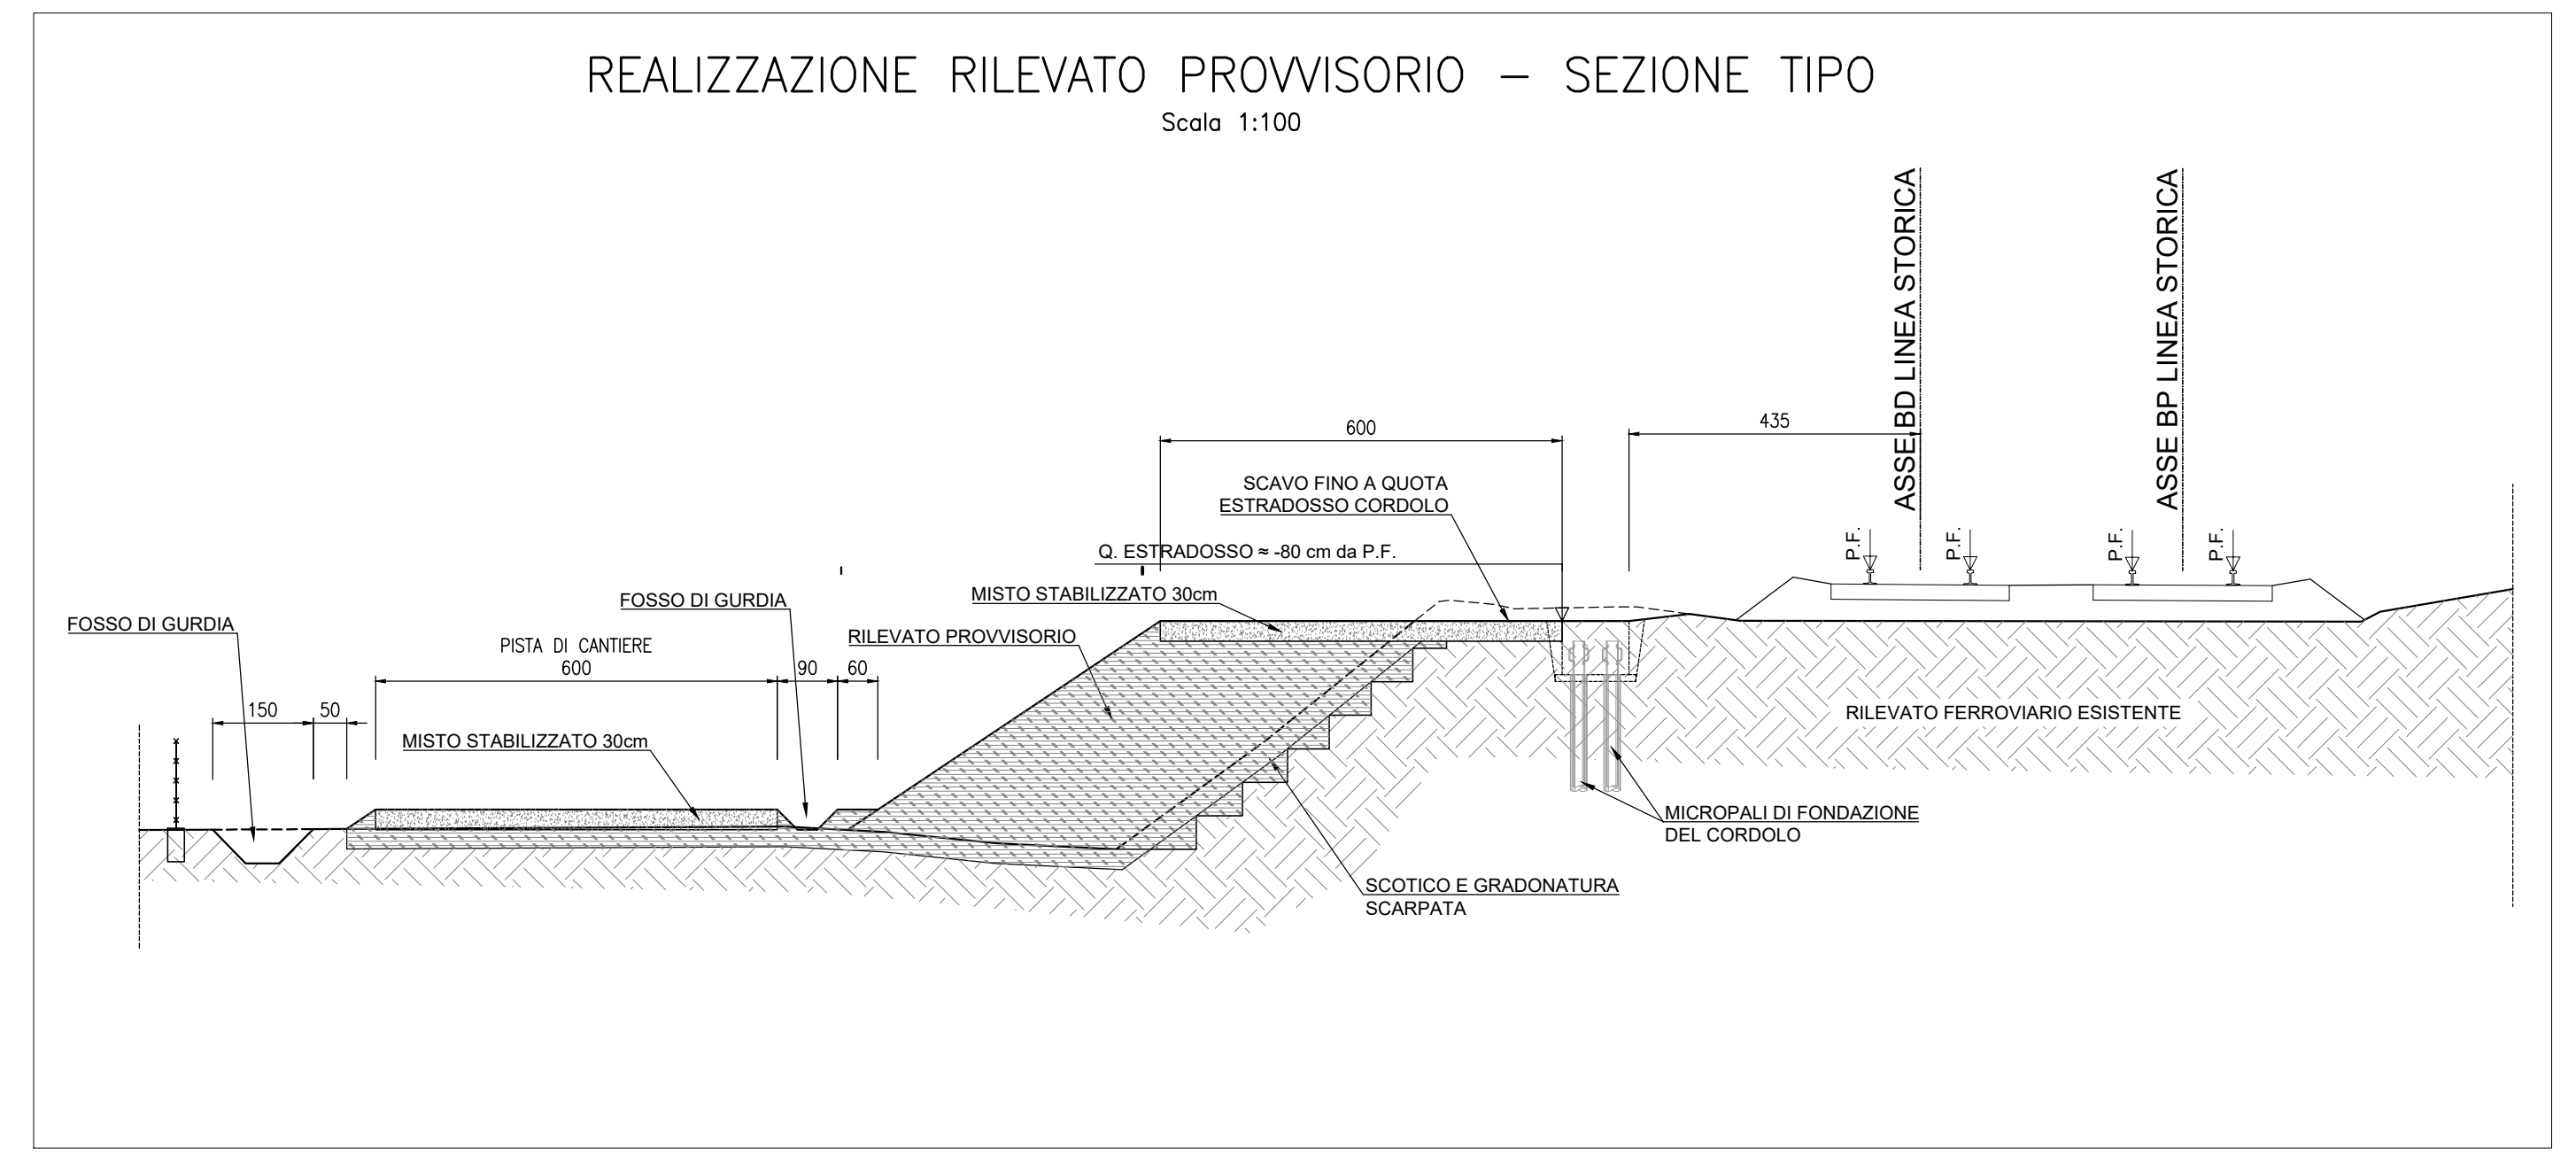 REALIZZAZIONE RILEVATO PROVVISORIO – SEZIONE TIPO
Scala 1:100
ASSE BD LINEA STORICA
ASSE BP LINEA STORICA
600
435
SCAVO FINO A QUOTA
ESTRADOSSO CORDOLO
P.F.
P.F.
P.F.
P.F.
Q. ESTRADOSSO ≈ -80 cm da P.F.
MISTO STABILIZZATO 30cm
FOSSO DI GURDIA
FOSSO DI GURDIA
RILEVATO PROVVISORIO
PISTA DI CANTIERE
600
90
60
150
50
RILEVATO FERROVIARIO ESISTENTE
MISTO STABILIZZATO 30cm
MICROPALI DI FONDAZIONE
DEL CORDOLO
SCOTICO E GRADONATURA
SCARPATA